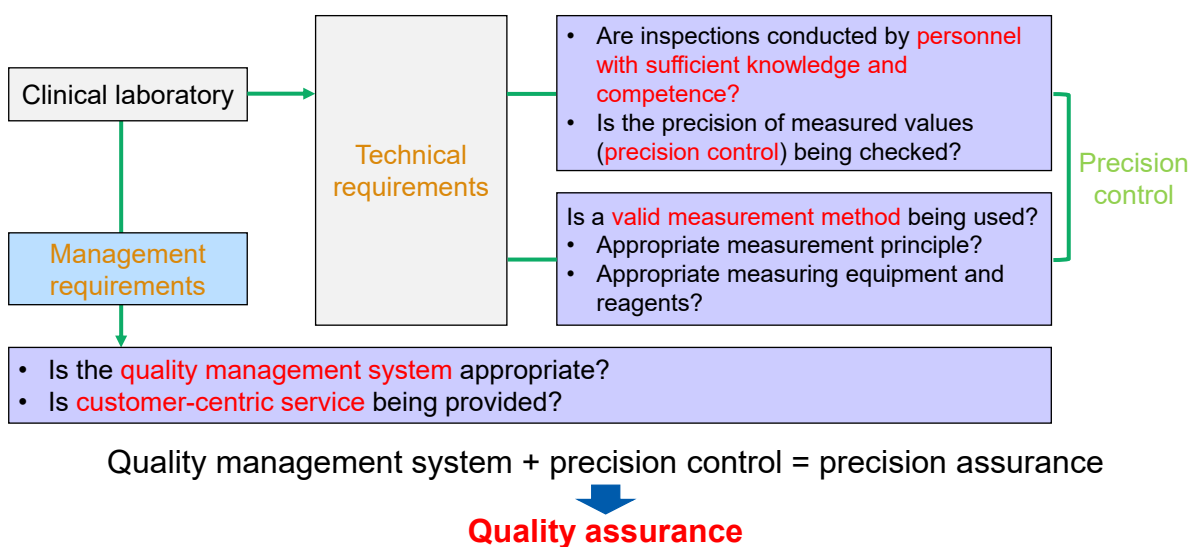 Clinical laboratory
Management
requirements
Technical
requirements
• Are inspections conducted by personnel
with sufficient knowledge and
competence?
• Is the precision of measured values
(precision control) being checked?
Is a valid measurement method being used?
• Appropriate measurement principle?
• Appropriate measuring equipment and
reagents?
Precision
control
• Is the quality management system appropriate?
• Is customer-centric service being provided?
Quality management system + precision control = precision assurance
Quality assurance